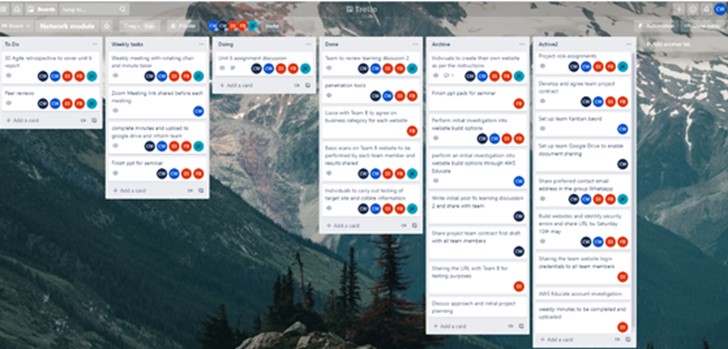 Boards
Jump to...
Trello
Board
Network module
Invite
Automation
To Do
3D Agile retrospective to cover unit 6
report
Peer reviews
+ Add a card
Weekly tasks
Weekly meeting with rotating chair
and minute taker
Zoom Meeting link shared before each
meeting
complete minutes and upload to
google drive and inform team
Finish ppt for seminar
+ Add a card
Doing
Unit 5 assignment discussion
+ Add a card
Done
Team to review learning discussion 2
penetration tools
Liaise with Team B to agree on
business category for each website
Basic scans on Team B website to be
performed by each team member and
results shared
Individuals to carry out testing of
target site and collate information
+ Add a card
Archive
Individuals to create their own website
as per the instructions
Finish ppt pack for seminar
Perform initial investigation into
website build options
perform an initial investigation into
website options through AWS
Educate
Write initial post to learning discussion
2 and share with team
Share project team contract first draft
with all team members
Sharing the URL with Team B for
testing purposes
Discuss approach and initial project
planning
+ Add a card
Achive2
Project role assignments
Develop and agree team project
contract
Set up team Kanban board
Set up team Google Drive to enable
document sharing
Share preferred contact email
address in the group Whatsapp
Build websites and identify security
errors and share URL by Saturday
Sharing the team website login
credentials to all team members
AWS Educate account investigation
weekly minutes to be completed and
uploaded
+ Add a card
+ Add another list